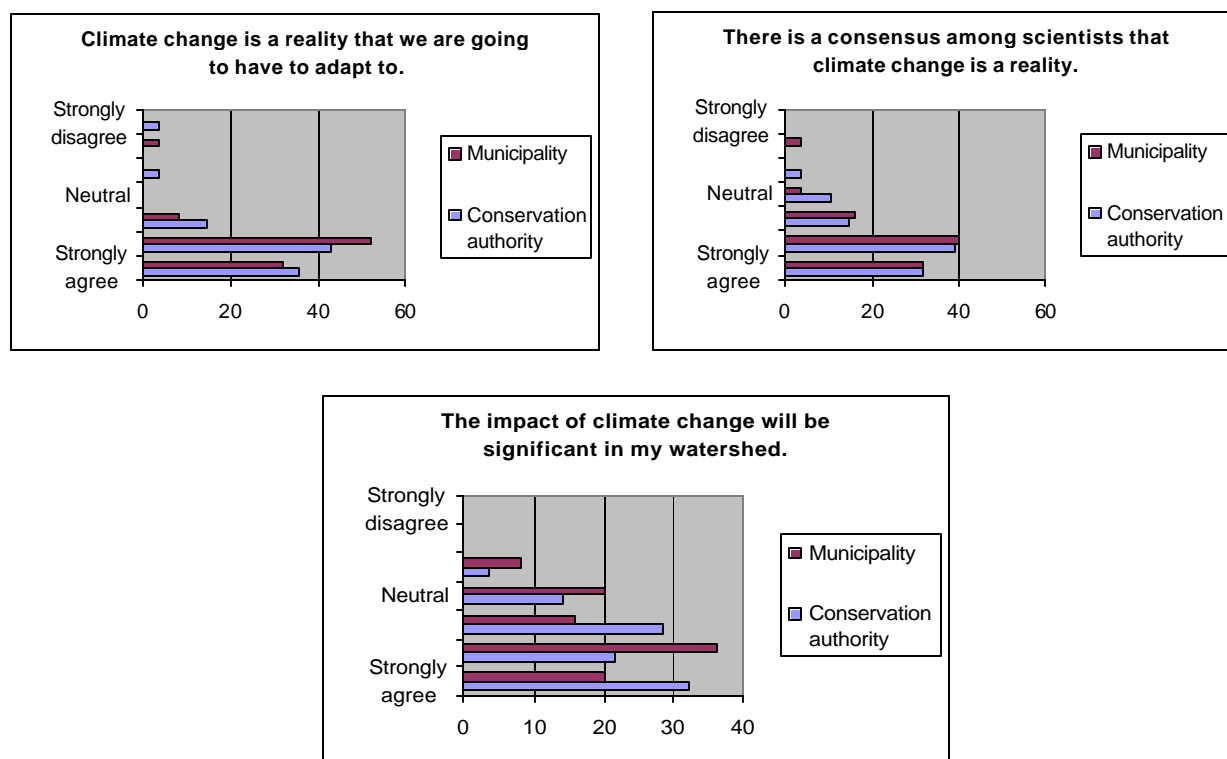 Climate change is a reality that we are going
to have to adapt to.
Strongly
disagree
Neutral
Strongly
agree
0 20 40 60
Municipality
Conservation
authority
There is a consensus among scientists that
climate change is a reality.
Strongly
disagree
Neutral
Strongly
agree
0 20 40 60
Municipality
Conservation
authority
The impact of climate change will be
significant in my watershed.
Strongly
disagree
Neutral
Strongly
agree
0 10 20 30 40
Municipality
Conservation
authority